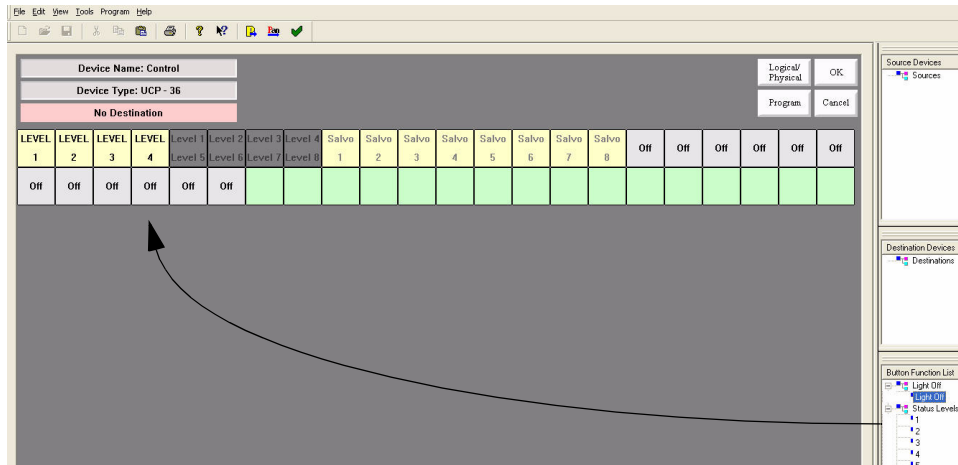 File Edit View Tools Program Help
Pan
Device Name: Control
Device Type: UCP - 36
No Destination
Logical/
Physical
OK
Program
Cancel
LEVEL LEVEL LEVEL LEVEL Level 1 Level 2 Level 3 Level 4 Salvo Salvo Salvo Salvo Salvo Salvo Salvo Salvo Off Off Off Off Off Off
1 2 3 4 Level 5 Level 6 Level 7 Level 8 1 2 3 4 5 6 7 8
Off Off Off Off Off Off
Source Devices
Sources
Destination Devices
Destinations
Button Function List
Light Off
Light Off
Status Levels
1
2
3
4
5